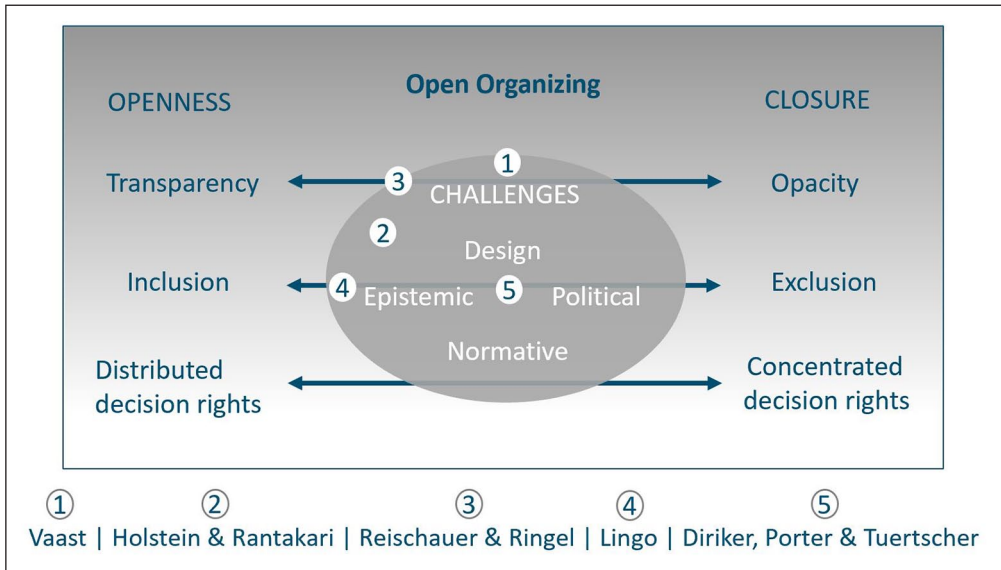 Open Organizing
OPENNESS
CLOSURE
1
3
Transparency
Opacity
CHALLENGES
2
Design
Inclusion
4
5
Exclusion
Epistemic
Political
Normative
Distributed
decision rights
Concentrated
decision rights
1 2 3 4 5
Vaast | Holstein & Rantakari | Reischauer & Ringel | Lingo | Diriker, Porter & Tuertscher